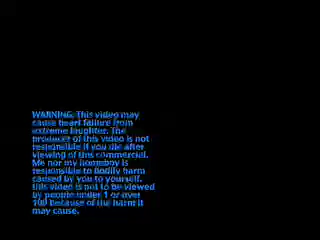 WARNING: This video may
cause heart failure from
extreme laughter. The
producer of this video is not
responsible if you die after
viewing of this commercial.
Me nor my homeboy is
responsible to bodily harm
caused by you to yourself.
this video is not to be viewed
by people under 1 or over
100 because of the harm it
may cause.